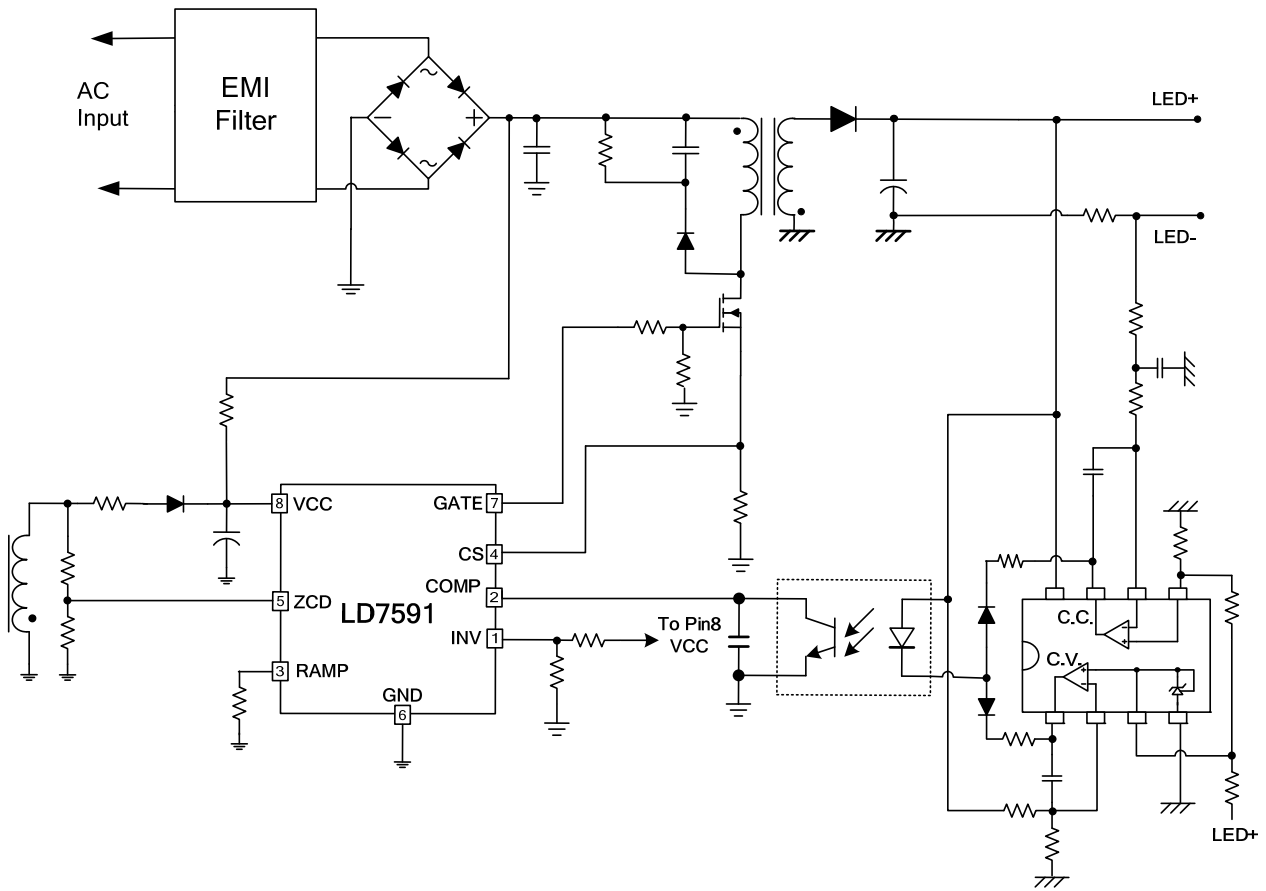 EMI
Filter
AC
Input
LED+
LED-
8 VCC
GATE 7
CS 4
COMP 2
5 ZCD
LD7591
INV 1
To Pin8
VCC
3 RAMP
GND
6
C.C.
C.V.
LED+